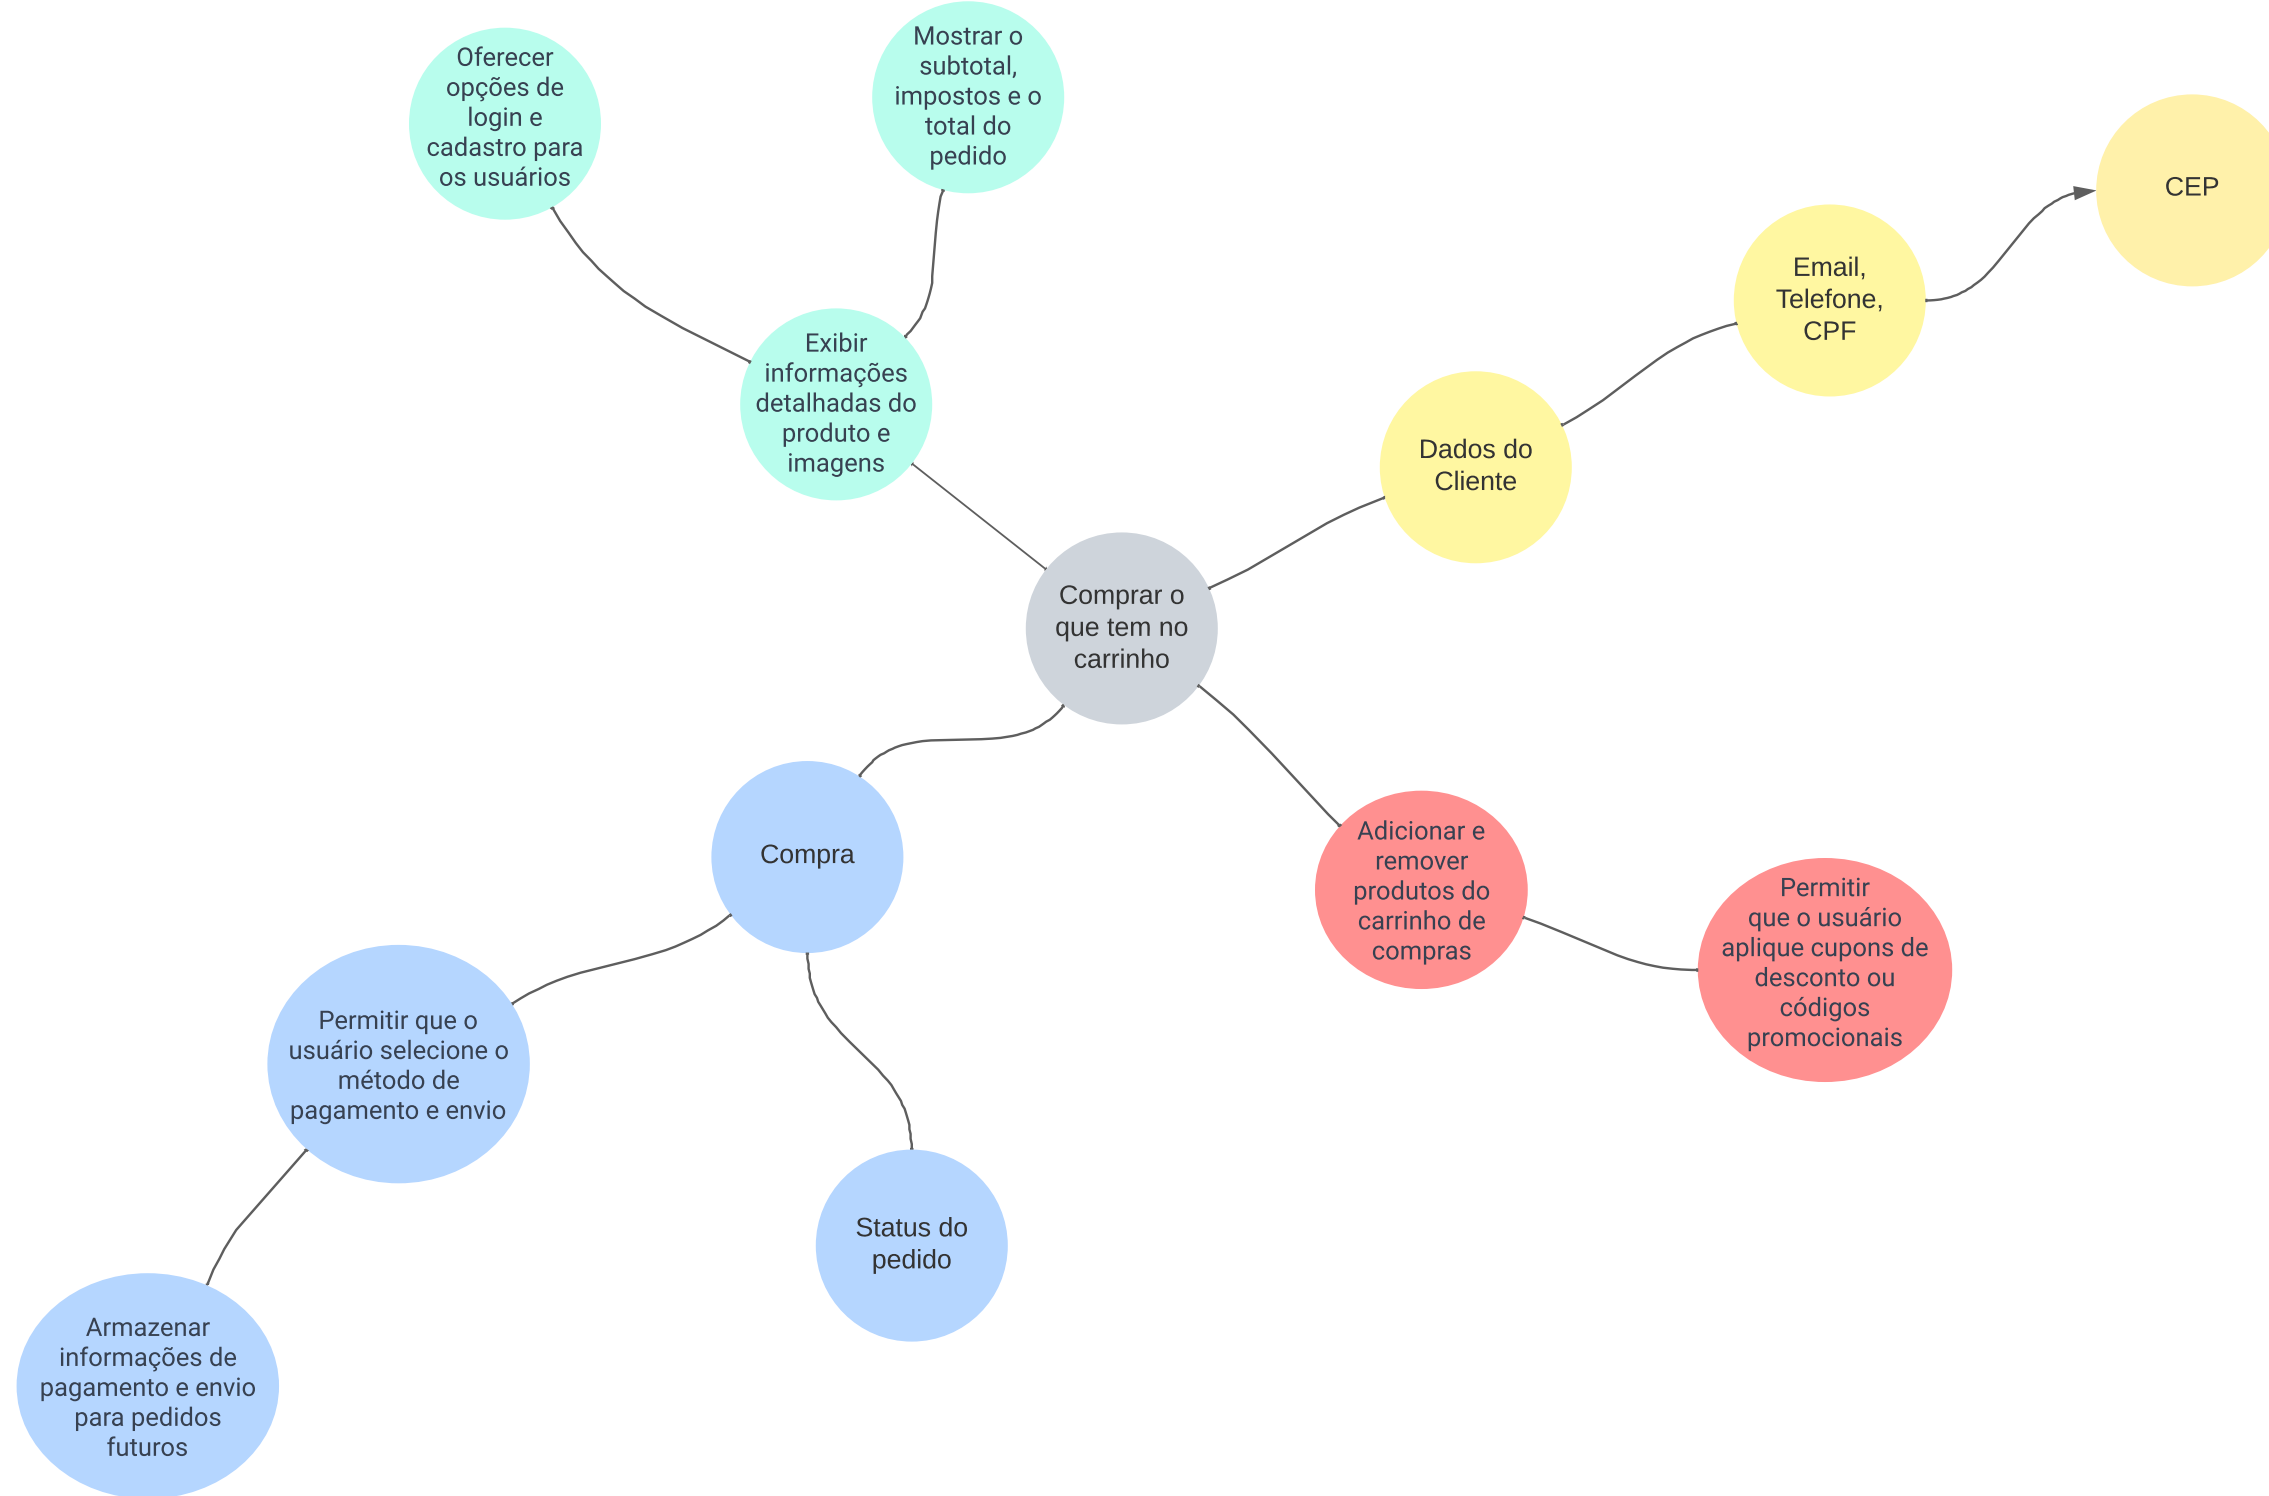 Oferecer
opções de
login e
cadastro para
os usuários
Mostrar o
subtotal,
impostos e o
total do
pedido
CEP
Email,
Telefone,
CPF
Exibir
informações
detalhadas do
produto e
imagens
Dados do
Cliente
Comprar o
que tem no
carrinho
Compra
Adicionar e
remover
produtos do
carrinho de
compras
Permitir
que o usuário
aplique cupons de
desconto ou
códigos
promocionais
Permitir que o
usuário selecione o
método de
pagamento e envio
Status do
pedido
Armazenar
informações de
pagamento e envio
para pedidos
futuros